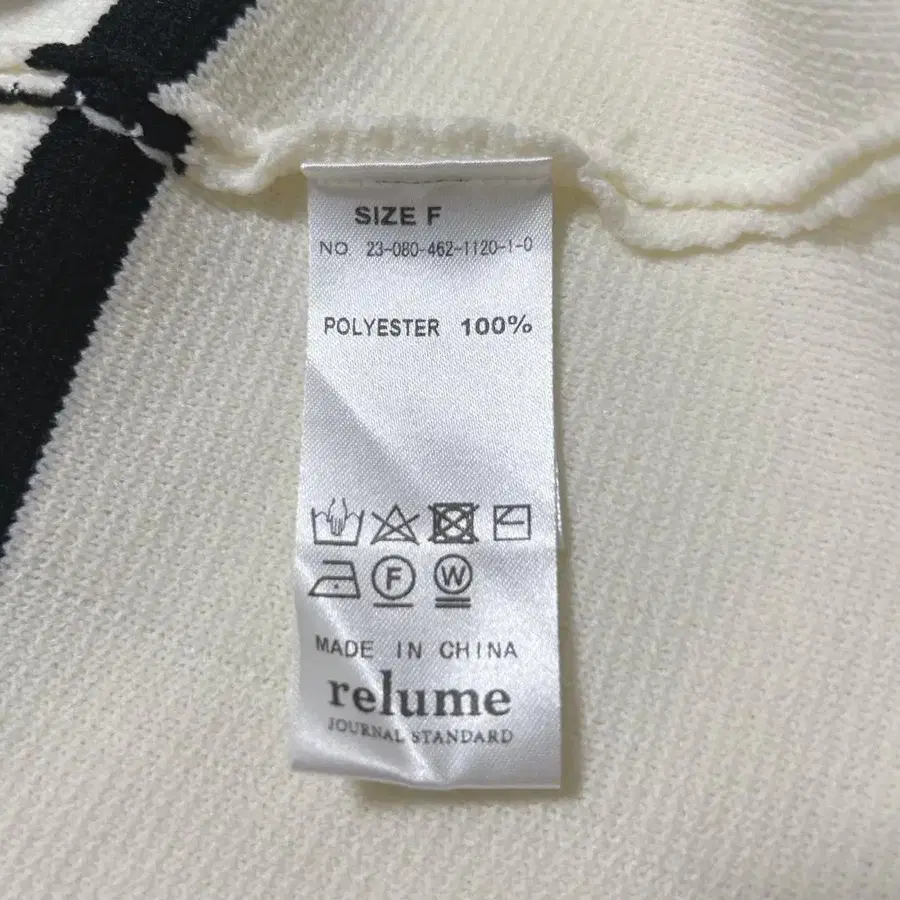 SIZE F
NO. 23-080-462-1120-1-0
POLYESTER 100%
F W
MADE IN CHINA
relume
JOURNAL STANDARD